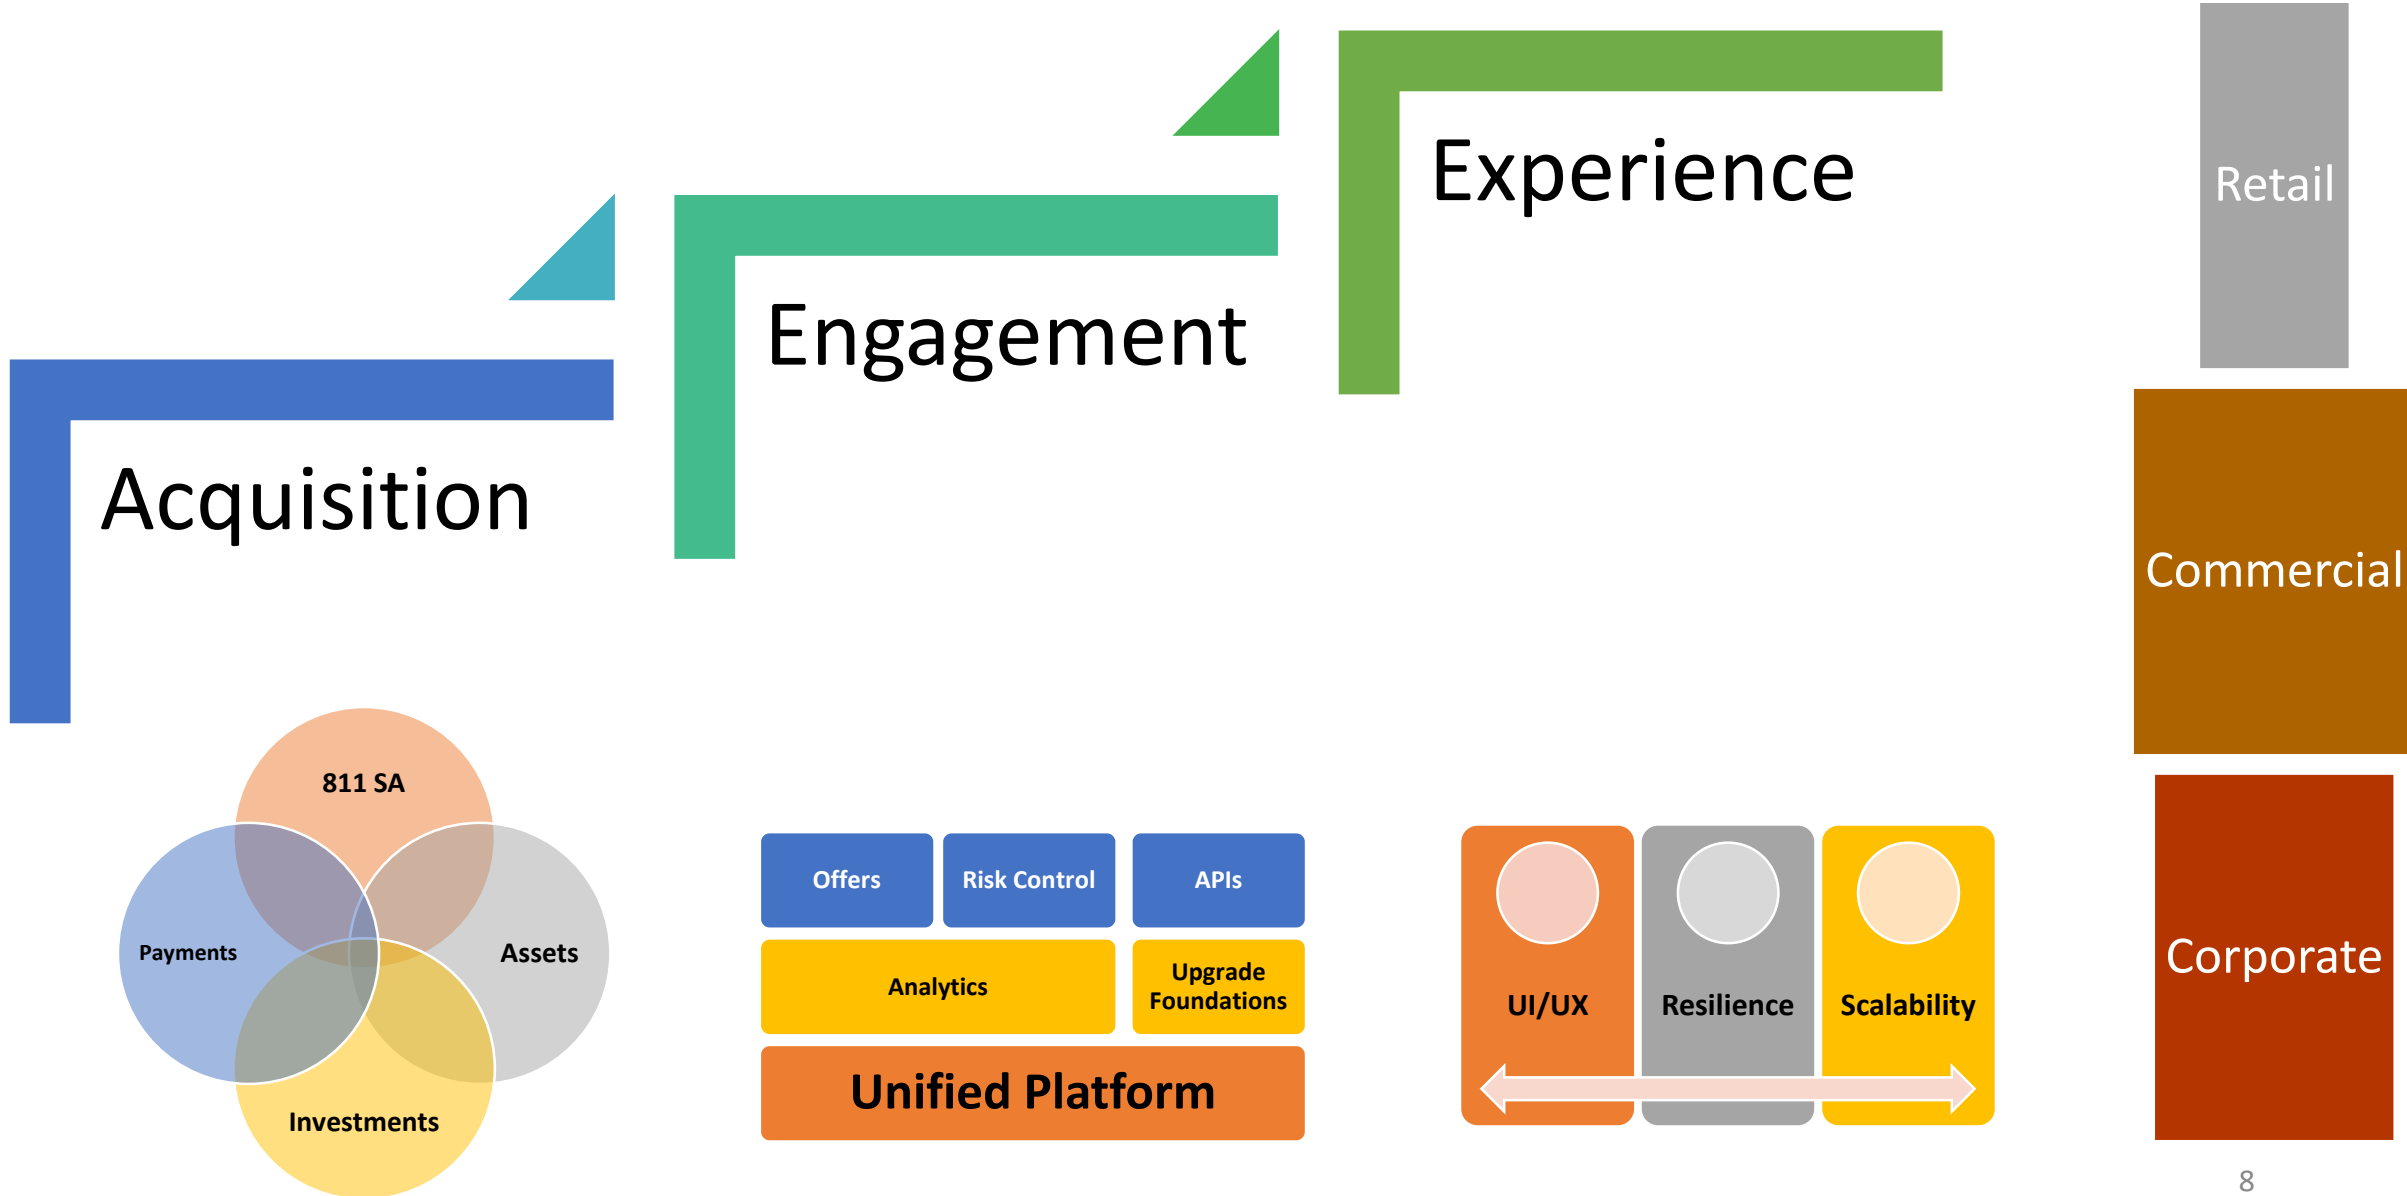 Experience
Engagement
Acquisition
811 SA
Payments
Assets
Investments
Offers
Risk Control
APIs
Analytics
Upgrade
Foundations
Unified Platform
UI/UX
Resilience
Scalability
Retail
Commercial
Corporate
8